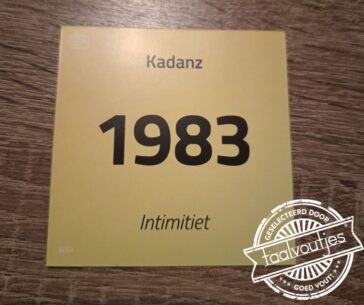 Kadanz
1983
Intimitiet
GESELECTEERD DOOR
taalvoutjes
GOED VOUT!